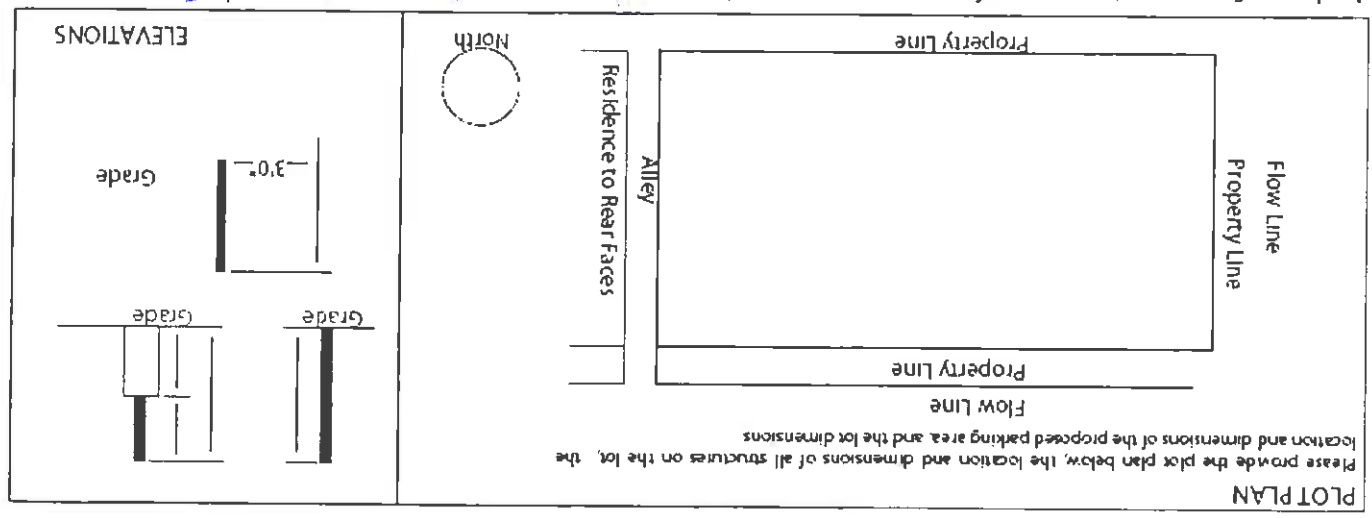 PLOT PLAN
Please provide the plot plan below, the location and dimensions of all structures on the lot, the
location and dimensions of the proposed parking area, and the lot dimensions
Flow Line
Property Line
Flow Line
Property Line
Alley
Residence to Rear Faces
Property Line
North
Grade
Grade
3'0"
Grade
ELEVATIONS